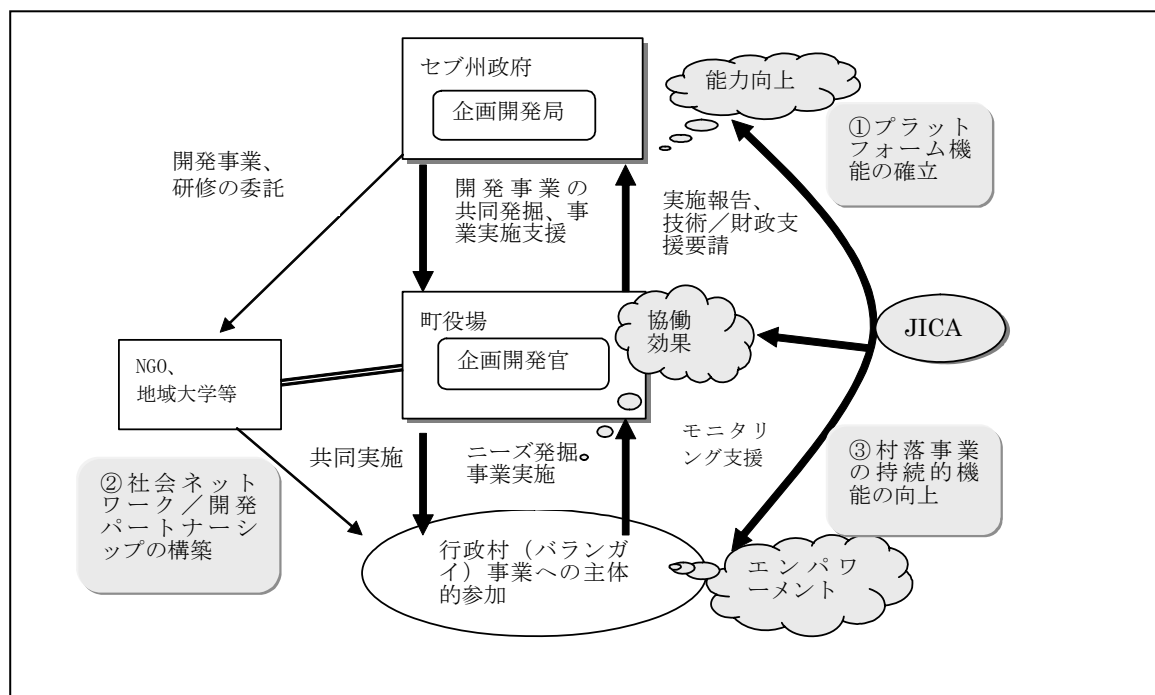 セブ州政府
企画開発局
能力向上
①プラット
フォーム機
能の確立
開発事業、
研修の委託
開発事業の
共同発掘、事
業実施支援
実施報告、
技術／財政支
援要請
町役場
企画開発官
協働
効果
JICA
NGO、
地域大学等
共同実施
ニーズ発掘。
事業実施
モニタリ
ング支援
②社会ネット
ワーク／開発
パートナーシ
ップの構築
③村落事業
の持続的機
能の向上
行政村（バランガ
イ）事業への主体
的参加
エンパワ
ーメント